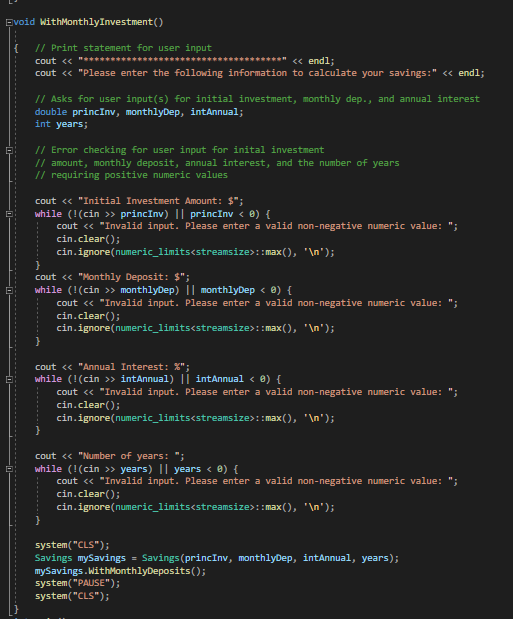 void WithMonthlyInvestment()
{ // Print statement for user input
cout << "*************************************" << endl;
cout << "Please enter the following information to calculate your savings:" << endl;
// Asks for user input(s) for initial investment, monthly dep., and annual interest
double princInv, monthlyDep, intAnnual;
int years;
// Error checking for user input for inital investment
// amount, monthly deposit, annual interest, and the number of years
// requiring positive numeric values
cout << "Initial Investment Amount: $";
while (!(cin >> princInv) || princInv < 0) {
cout << "Invalid input. Please enter a valid non-negative numeric value: ";
cin.clear();
cin.ignore(numeric_limits<streamsize>::max(), '\n');
}
cout << "Monthly Deposit: $";
while (!(cin >> monthlyDep) || monthlyDep < 0) {
cout << "Invalid input. Please enter a valid non-negative numeric value: ";
cin.clear();
cin.ignore(numeric_limits<streamsize>::max(), '\n');
}
cout << "Annual Interest: %";
while (!(cin >> intAnnual) || intAnnual < 0) {
cout << "Invalid input. Please enter a valid non-negative numeric value: ";
cin.clear();
cin.ignore(numeric_limits<streamsize>::max(), '\n');
}
cout << "Number of years: ";
while (!(cin >> years) || years < 0) {
cout << "Invalid input. Please enter a valid non-negative numeric value: ";
cin.clear();
cin.ignore(numeric_limits<streamsize>::max(), '\n');
}
system("CLS");
Savings mySavings = Savings(princInv, monthlyDep, intAnnual, years);
mySavings.WithMonthlyDeposits();
system("PAUSE");
system("CLS");
}